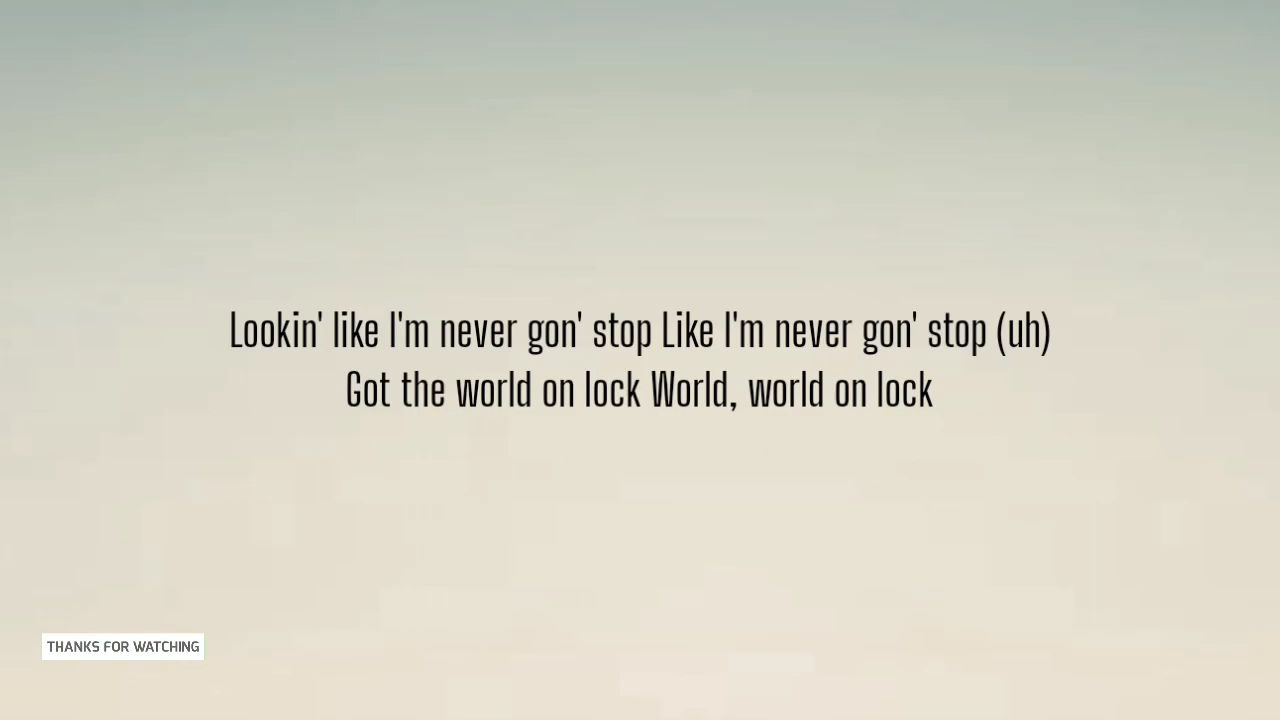 Lookin' like I'm never gon' stop Like I'm never gon' stop (uh)
Got the world on lock World, world on lock
THANKS FOR WATCHING